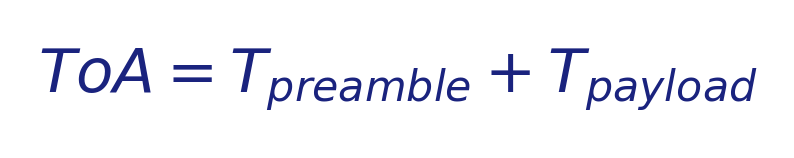 ToA = T_preamble + T_payload